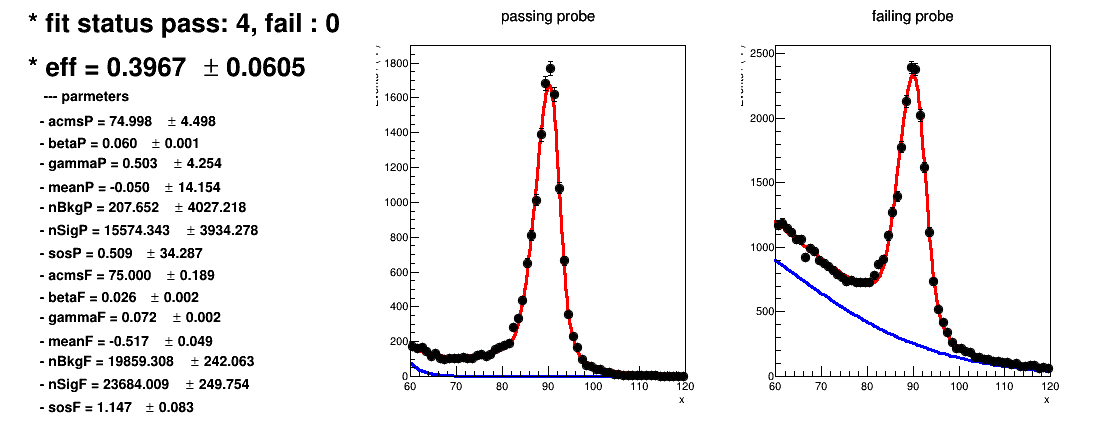 * fit status pass: 4, fail : 0
* eff = 0.3967 ± 0.0605
--- parmeters
- acmsP = 74.998 ± 4.498
- betaP = 0.060 ± 0.001
- gammaP = 0.503 ± 4.254
- meanP = -0.050 ± 14.154
- nBkgP = 207.652 ± 4027.218
- nSigP = 15574.343 ± 3934.278
- sosP = 0.509 ± 34.287
- acmsF = 75.000 ± 0.189
- betaF = 0.026 ± 0.002
- gammaF = 0.072 ± 0.002
- meanF = -0.517 ± 0.049
- nBkgF = 19859.308 ± 242.063
- nSigF = 23684.009 ± 249.754
- sosF = 1.147 ± 0.083
passing probe
1800
1600
1400
1200
1000
800
600
400
200
0
60 70 80 90 100 110 120
x
failing probe
2500
2000
1500
1000
500
0
60 70 80 90 100 110 120
x